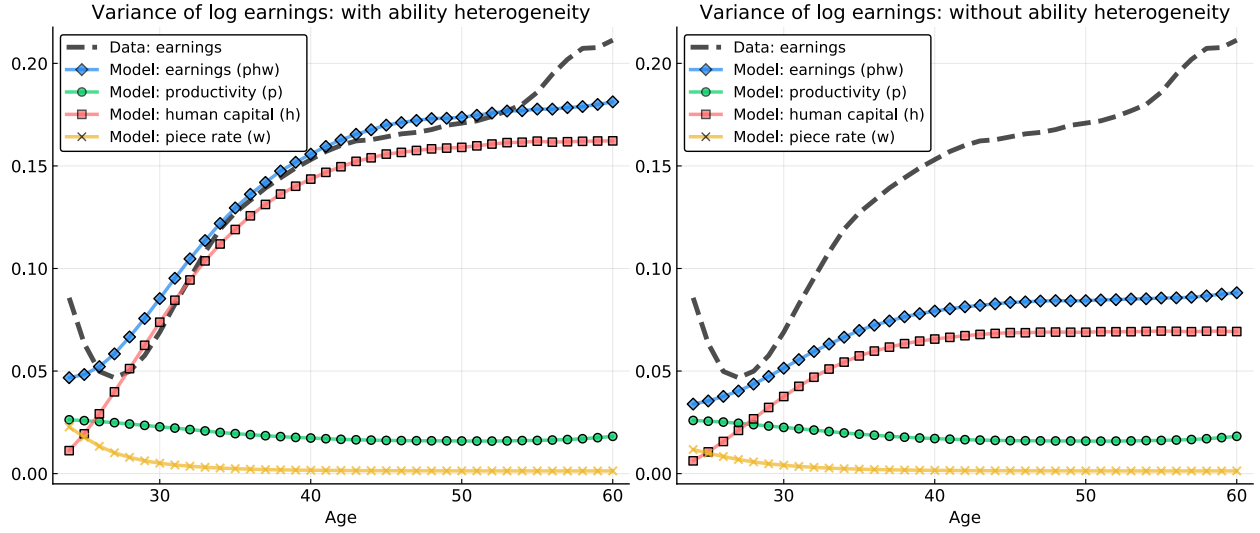 Variance of log earnings: with ability heterogeneity
Data: earnings
Model: earnings (phw)
Model: productivity (p)
Model: human capital (h)
Model: piece rate (w)
0.20
0.15
0.10
0.05
0.00
30
40
50
60
Age
Variance of log earnings: without ability heterogeneity
Data: earnings
Model: earnings (phw)
Model: productivity (p)
Model: human capital (h)
Model: piece rate (w)
0.20
0.15
0.10
0.05
0.00
30
40
50
60
Age